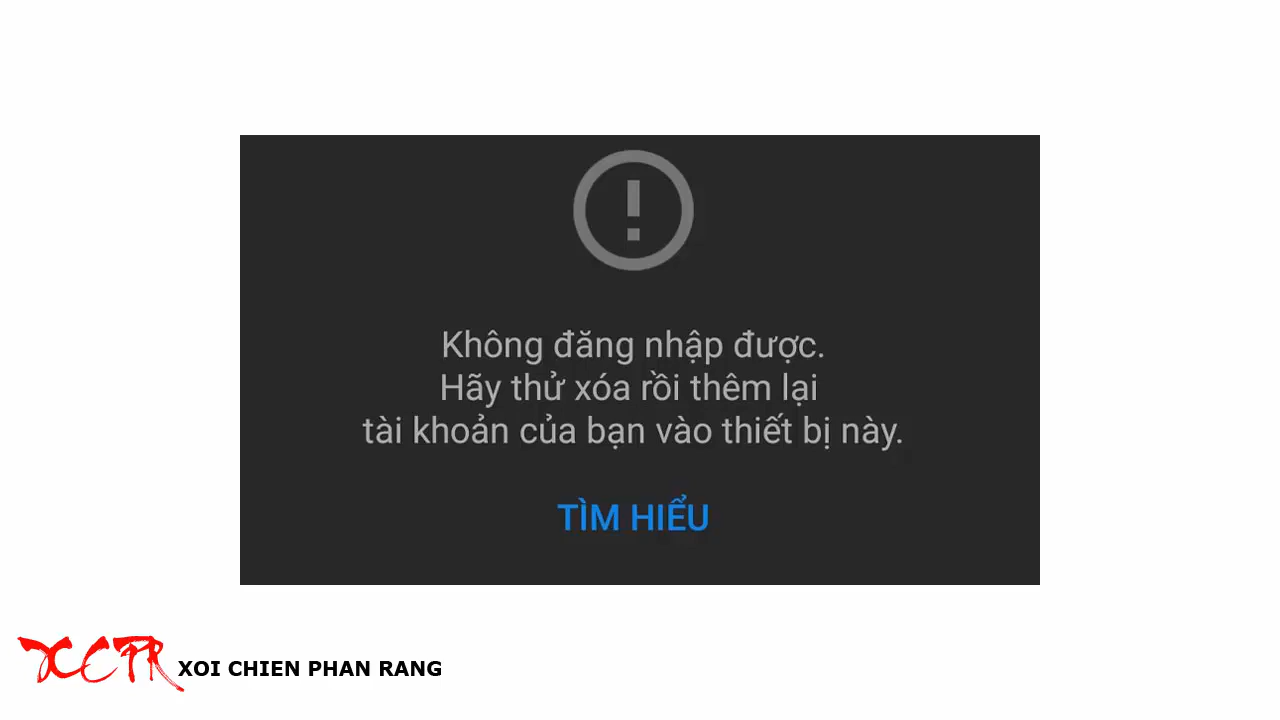 Không đăng nhập được.
Hãy thử xóa rồi thêm lại
tài khoản của bạn vào thiết bị này.
TÌM HIỂU
XCPR XOI CHIEN PHAN RANG